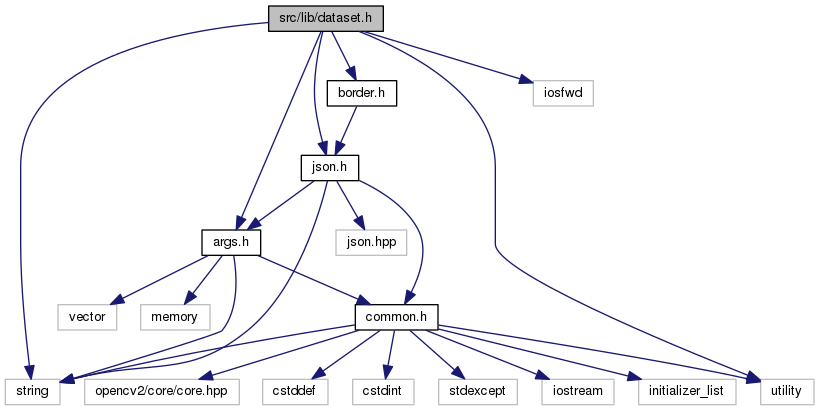 src/lib/dataset.h
border.h
iosfwd
json.h
args.h
json.hpp
vector
memory
common.h
string
opencv2/core/core.hpp
cstddef
cstdint
stdexcept
iostream
initializer_list
utility